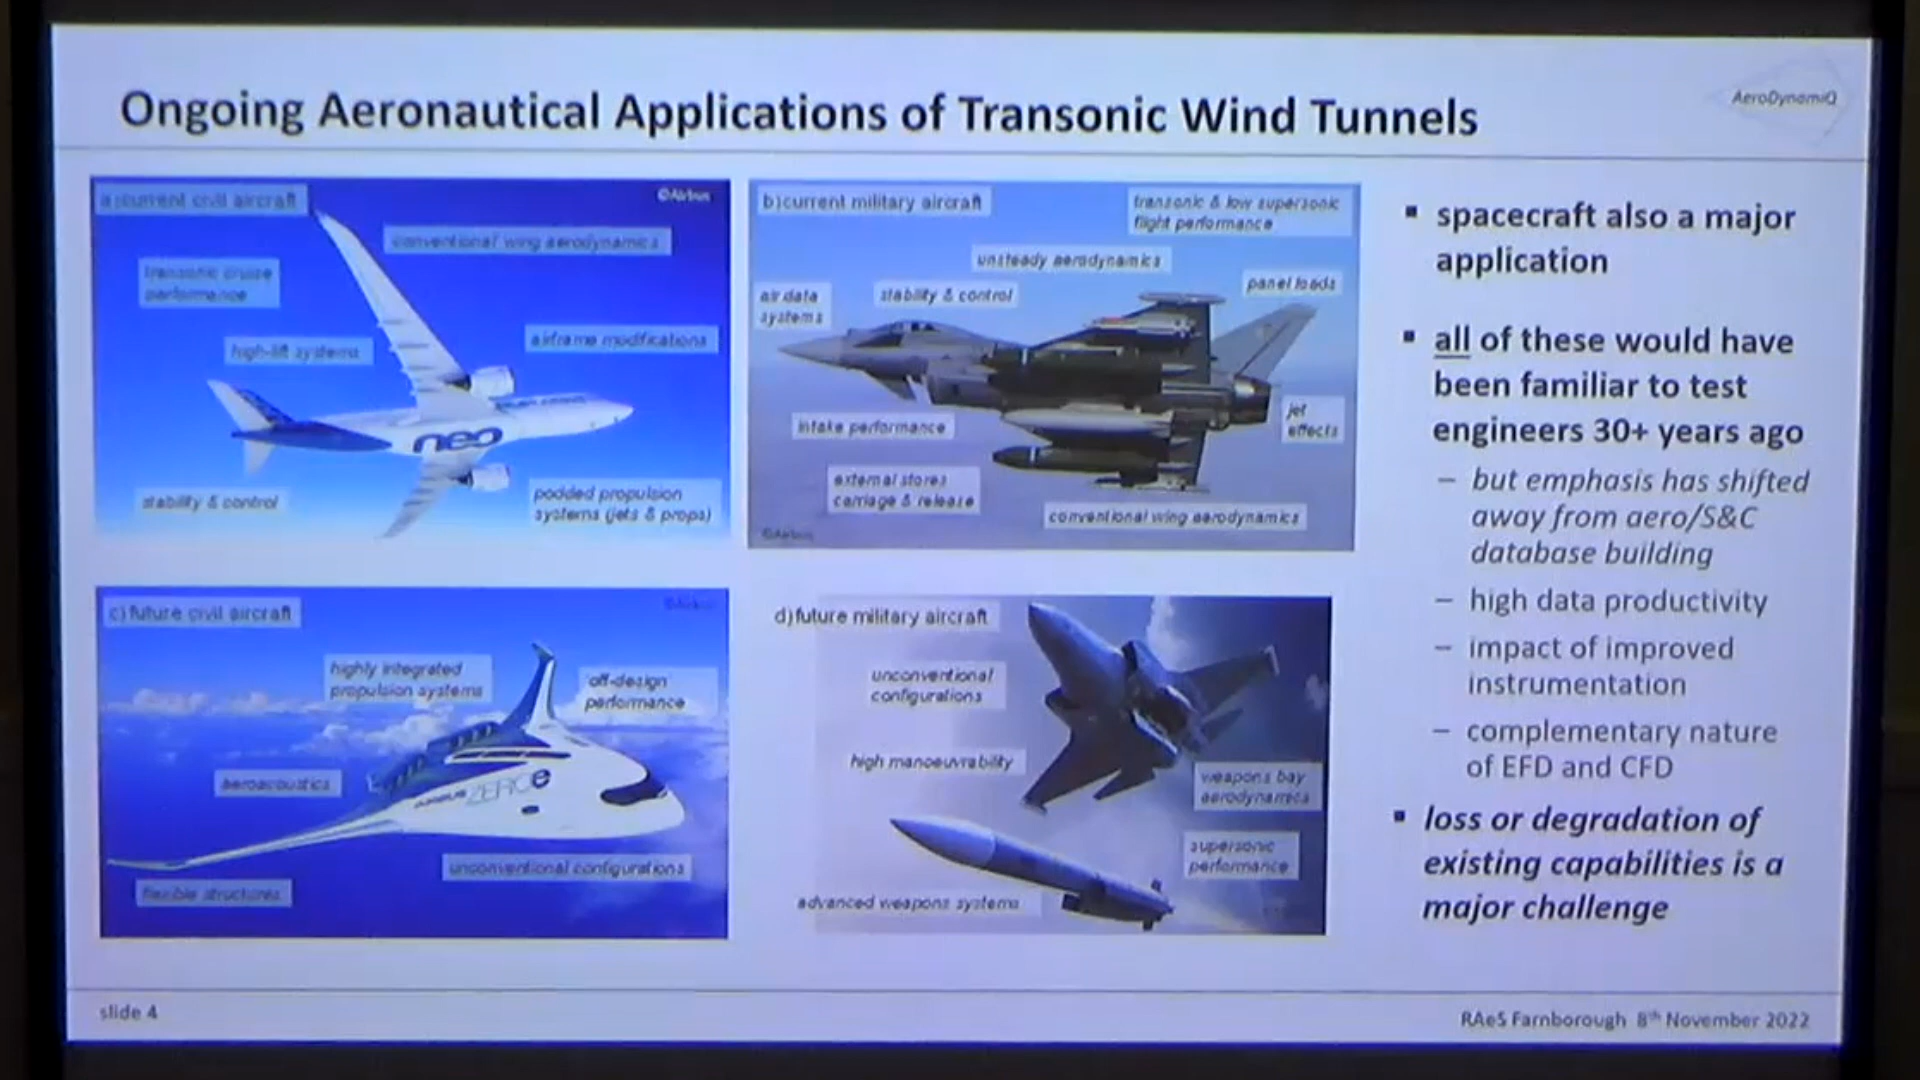 Ongoing Aeronautical Applications of Transonic Wind Tunnels
AeroDynamiQ
a)current civil aircraft
©Airbus
conventional wing aerodynamics
transonic cruise
performance
high-lift systems
airframe modifications
neo
stability & control
podded propulsion
systems (jets & props)
b)current military aircraft
transonic & low supersonic
flight performance
unsteady aerodynamics
air data
systems
stability & control
panel loads
intake performance
jet
effects
external stores
carriage & release
conventional wing aerodynamics
©Airbus
c)future civil aircraft
©Airbus
highly integrated
propulsion systems
'off-design'
performance
aeroacoustics
AIRBUS ZEROe
unconventional configurations
flexible structures
d)future military aircraft
unconventional
configurations
high manoeuvrability
weapons bay
aerodynamics
supersonic
performance
advanced weapons systems
▪ spacecraft also a major
application
▪ all of these would have
been familiar to test
engineers 30+ years ago
– but emphasis has shifted
away from aero/S&C
database building
– high data productivity
– impact of improved
instrumentation
– complementary nature
of EFD and CFD
▪ loss or degradation of
existing capabilities is a
major challenge
slide 4
RAeS Farnborough 8th November 2022